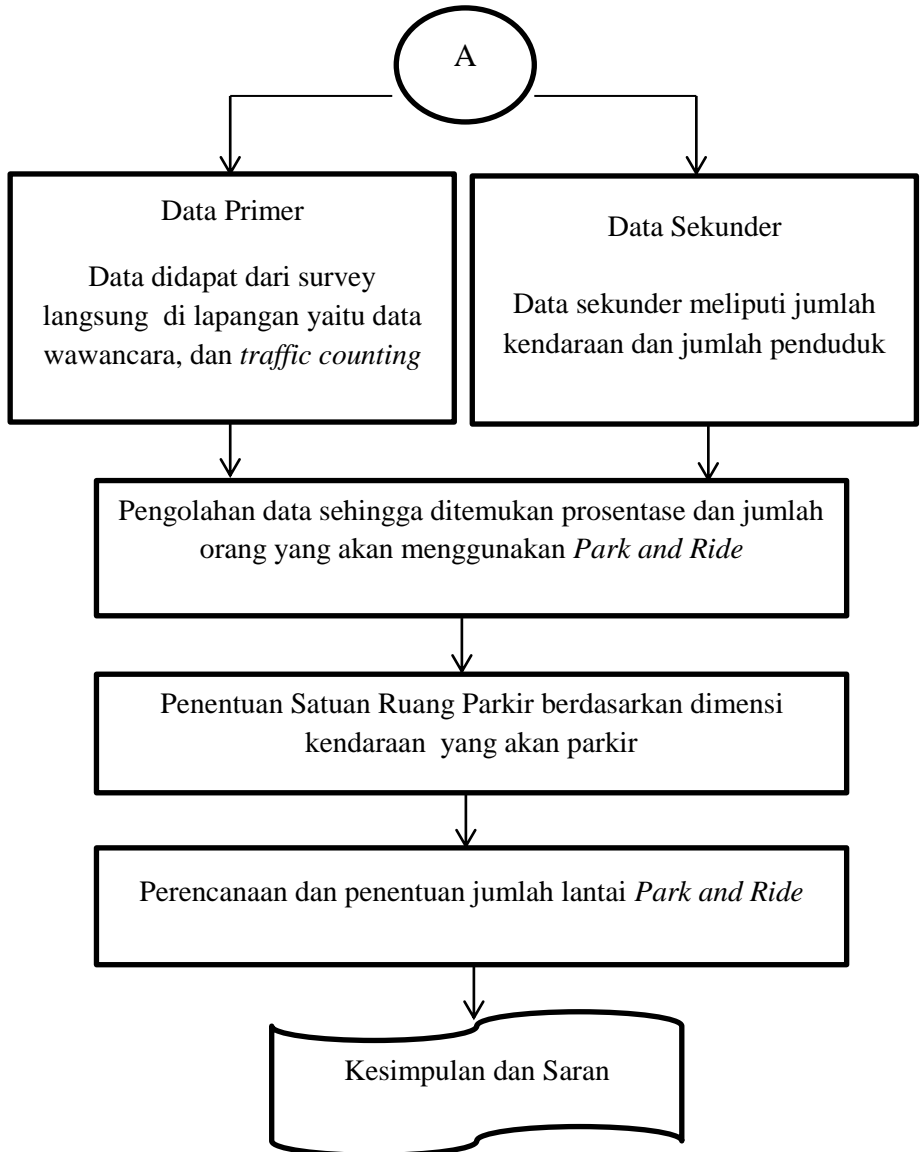 A
Data Primer
Data didapat dari survey
langsung di lapangan yaitu data
wawancara, dan traffic counting
Data Sekunder
Data sekunder meliputi jumlah
kendaraan dan jumlah penduduk
Pengolahan data sehingga ditemukan prosentase dan jumlah
orang yang akan menggunakan Park and Ride
Penentuan Satuan Ruang Parkir berdasarkan dimensi
kendaraan yang akan parkir
Perencanaan dan penentuan jumlah lantai Park and Ride
Kesimpulan dan Saran